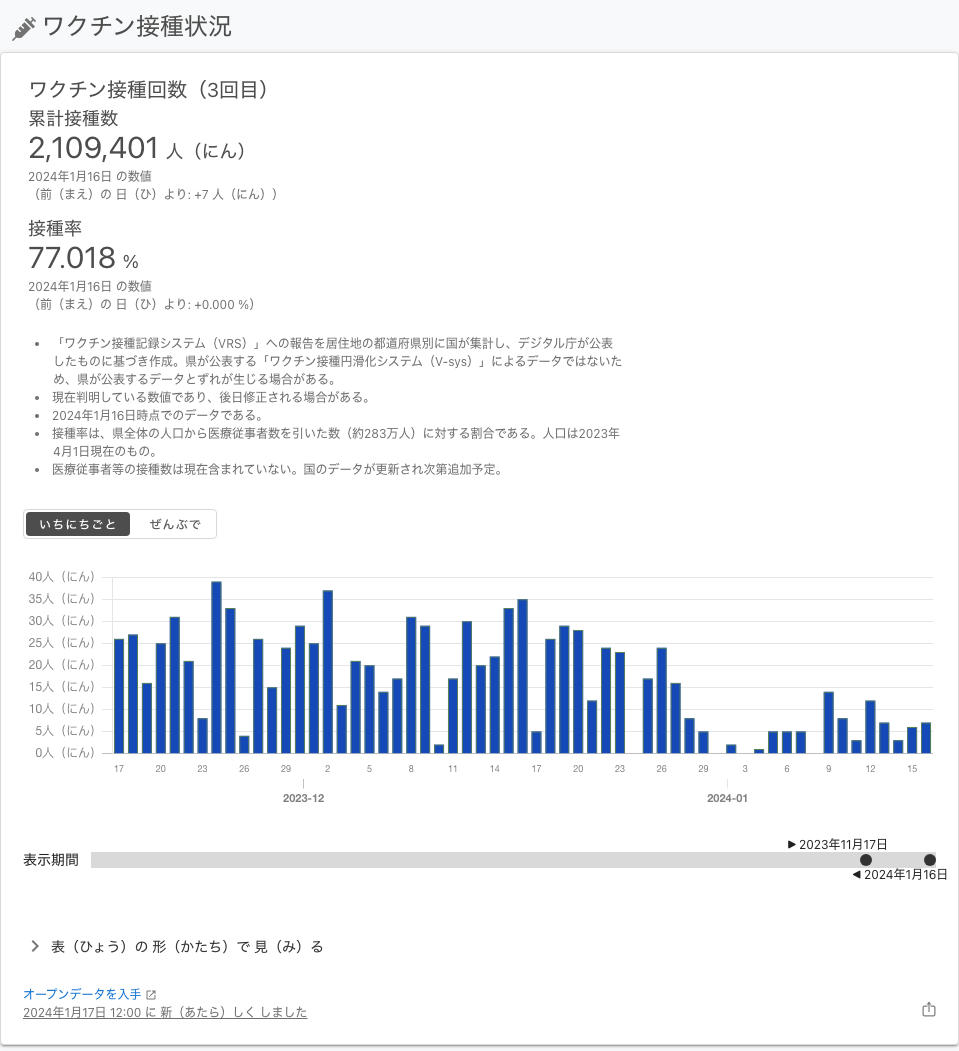 ワクチン接種状況
ワクチン接種回数（3回目）
累計接種数
2,109,401 人（にん）
2024年1月16日 の数値
（前（まえ）の 日（ひ）より: +7 人（にん））
接種率
77.018 %
2024年1月16日 の数値
（前（まえ）の 日（ひ）より: +0.000 %）
• 「ワクチン接種記録システム（VRS）」への報告を居住地の都道府県別に国が集計し、デジタル庁が公表
したものに基づき作成。県が公表する「ワクチン接種円滑化システム（V-sys）」によるデータではないた
め、県が公表するデータとずれが生じる場合がある。
• 現在判明している数値であり、後日修正される場合がある。
• 2024年1月16日時点でのデータである。
• 接種率は、県全体の人口から医療従事者数を引いた数（約283万人）に対する割合である。人口は2023年
4月1日現在のもの。
• 医療従事者等の接種数は現在含まれていない。国のデータが更新され次第追加予定。
いちにちごと ぜんぶで
40人（にん）
35人（にん）
30人（にん）
25人（にん）
20人（にん）
15人（にん）
10人（にん）
5人（にん）
0人（にん）
17 20 23 26 29 2 5 8 11 14 17 20 23 26 29 3 6 9 12 15
2023-12 2024-01
▶ 2023年11月17日
表示期間
◀ 2024年1月16日
表（ひょう）の 形（かたち）で 見（み）る
オープンデータを入手
2024年1月17日 12:00 に 新（あたら）しく しました